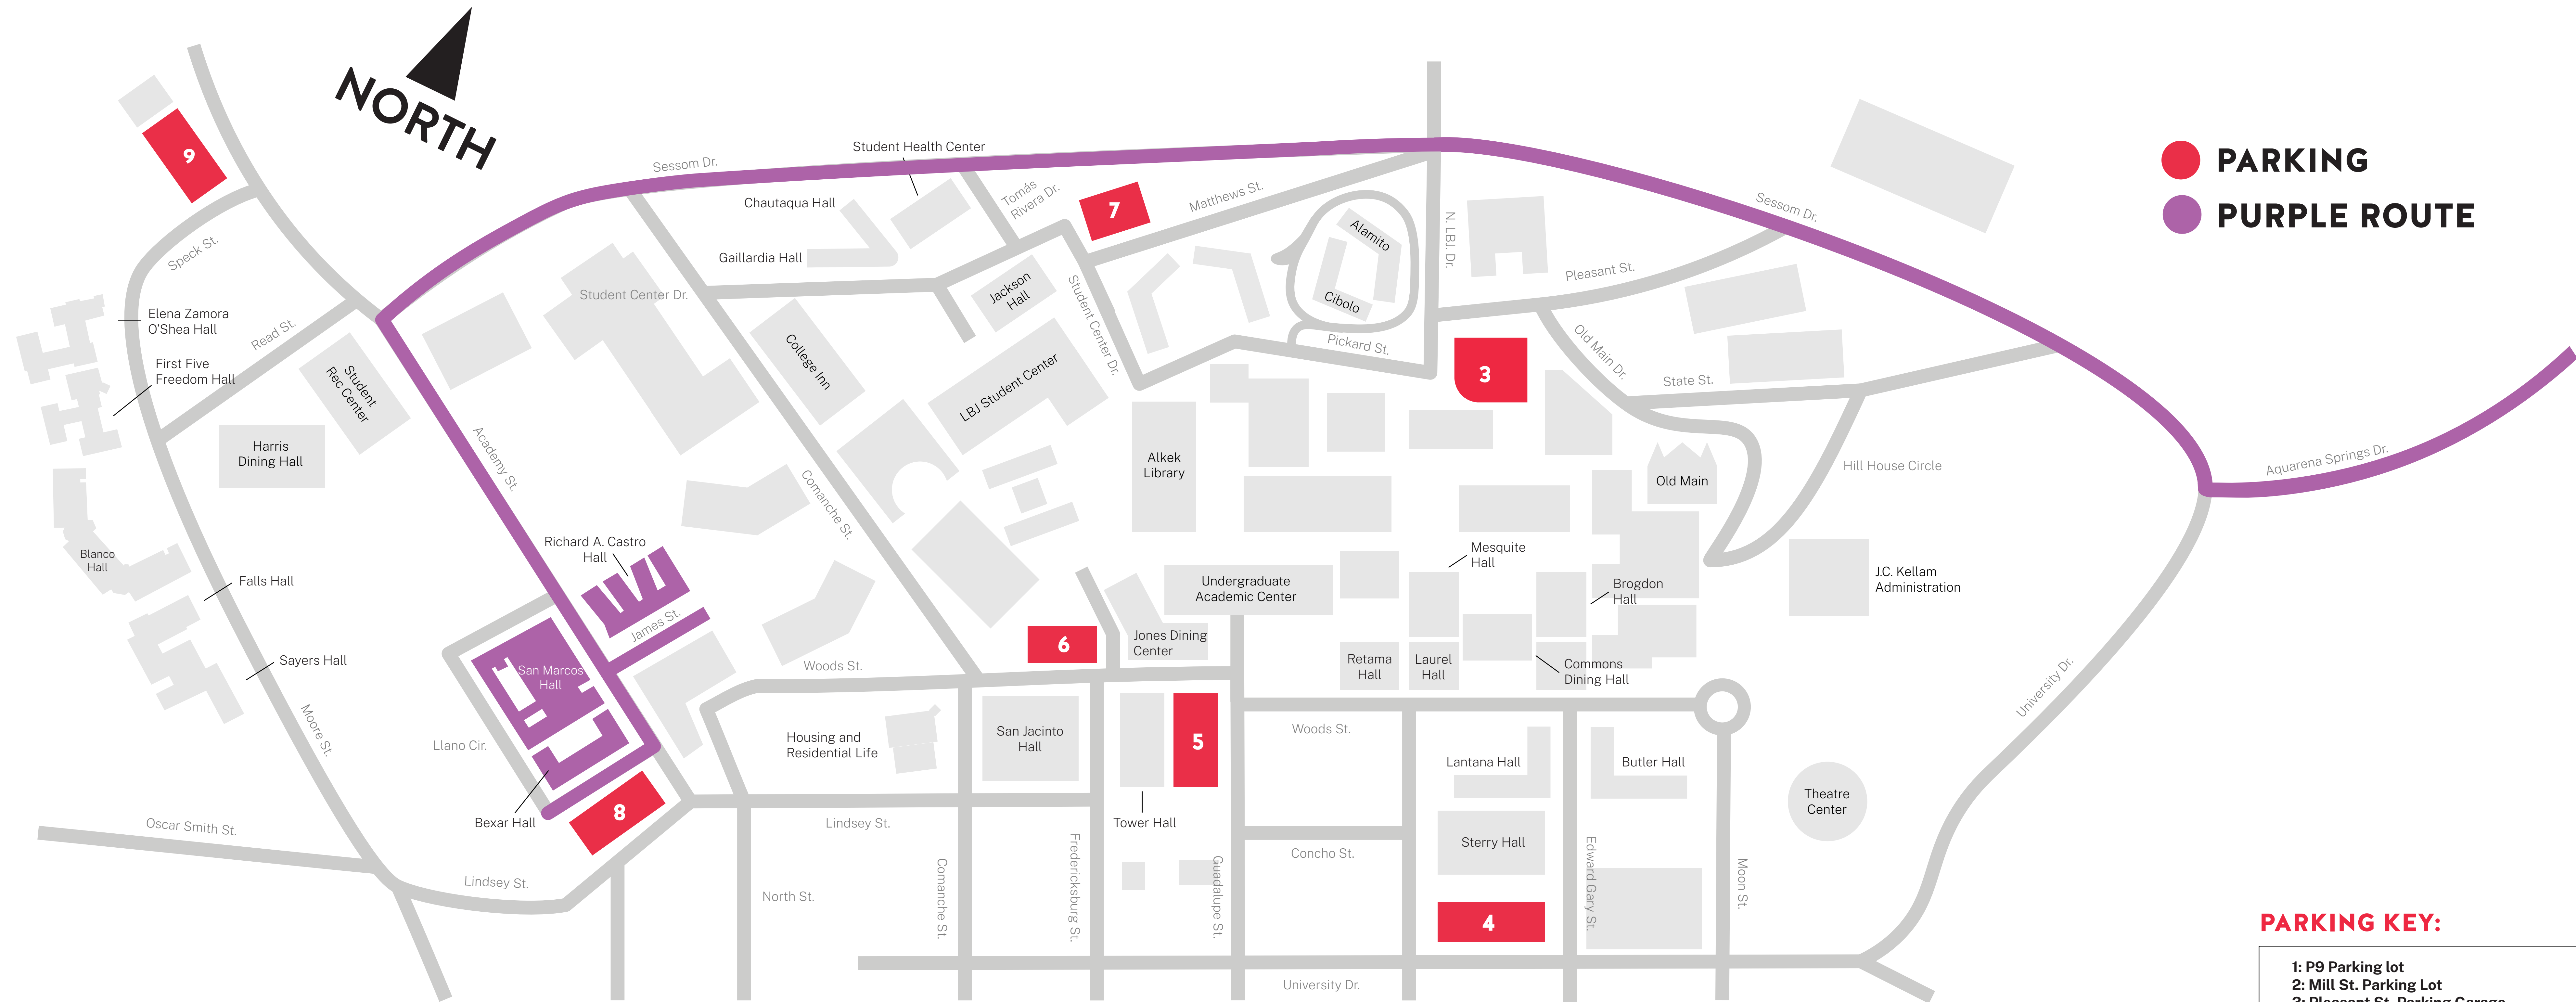 NORTH
PARKING
PURPLE ROUTE
9
Sessom Dr.
Student Health Center
Tomás
Rivera Dr.
7
Matthews St.
Chautaqua Hall
Gaillardia Hall
Speck St.
Student Center Dr.
Jackson
Hall
Student Center Dr.
Alamito
Cibolo
Pickard St.
N. LBJ. Dr.
Sessom Dr.
Pleasant St.
Old Main Dr.
State St.
3
Elena Zamora
O'Shea Hall
Read St.
First Five
Freedom Hall
Student
Rec Center
College Inn
LBJ Student Center
Harris
Dining Hall
Academy St.
Comanche St.
Alkek
Library
Old Main
Hill House Circle
Aquarena Springs Dr.
Blanco
Hall
Falls Hall
Richard A. Castro
Hall
James St.
Mesquite
Hall
Undergraduate
Academic Center
Brogdon
Hall
J.C. Kellam
Administration
Sayers Hall
San Marcos
Hall
Woods St.
6
Jones Dining
Center
Retama
Hall
Laurel
Hall
Commons
Dining Hall
University Dr.
Moore St.
Llano Cir.
Housing and
Residential Life
San Jacinto
Hall
5
Woods St.
Lantana Hall
Butler Hall
Bexar Hall
8
Lindsey St.
Tower Hall
Theatre
Center
Oscar Smith St.
Sterry Hall
Concho St.
Lindsey St.
North St.
Comanche St.
Fredericksburg St.
Guadalupe St.
Edward Gary St.
Moon St.
4
University Dr.
PARKING KEY:
1: P9 Parking lot
2: Mill St. Parking Lot
3: Pleasant St. Parking Garage